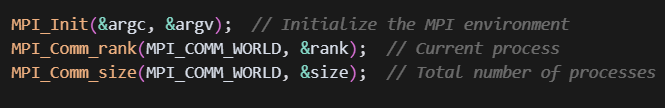 MPI_Init(&argc, &argv);  // Initialize the MPI environment
MPI_Comm_rank(MPI_COMM_WORLD, &rank);  // Current process
MPI_Comm_size(MPI_COMM_WORLD, &size);  // Total number of processes